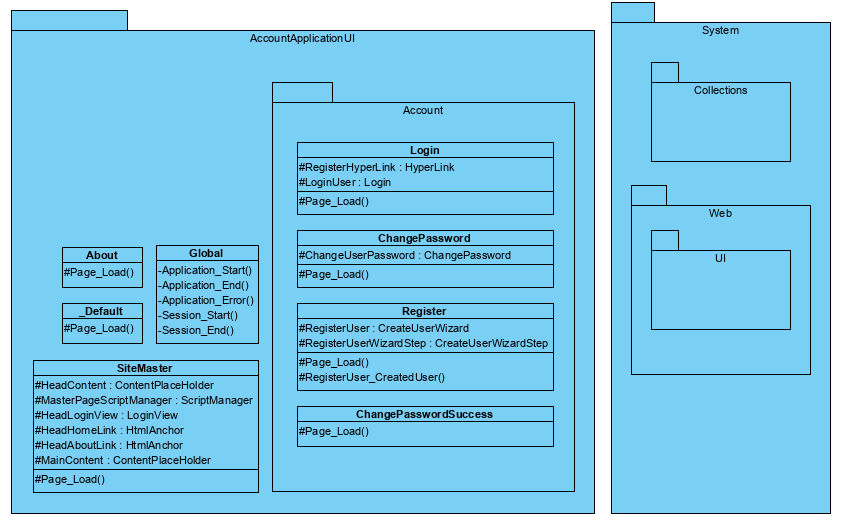 AccountApplicationUI
Account
Login
#RegisterHyperLink : HyperLink
#LoginUser : Login
#Page_Load()
ChangePassword
#ChangeUserPassword : ChangePassword
#Page_Load()
Register
#RegisterUser : CreateUserWizard
#RegisterUserWizardStep : CreateUserWizardStep
#Page_Load()
#RegisterUser_CreatedUser()
ChangePasswordSuccess
#Page_Load()
About
#Page_Load()
Global
-Application_Start()
-Application_End()
-Application_Error()
-Session_Start()
-Session_End()
_Default
#Page_Load()
SiteMaster
#HeadContent : ContentPlaceHolder
#MasterPageScriptManager : ScriptManager
#HeadLoginView : LoginView
#HeadHomeLink : HtmlAnchor
#HeadAboutLink : HtmlAnchor
#MainContent : ContentPlaceHolder
#Page_Load()
System
Collections
Web
UI